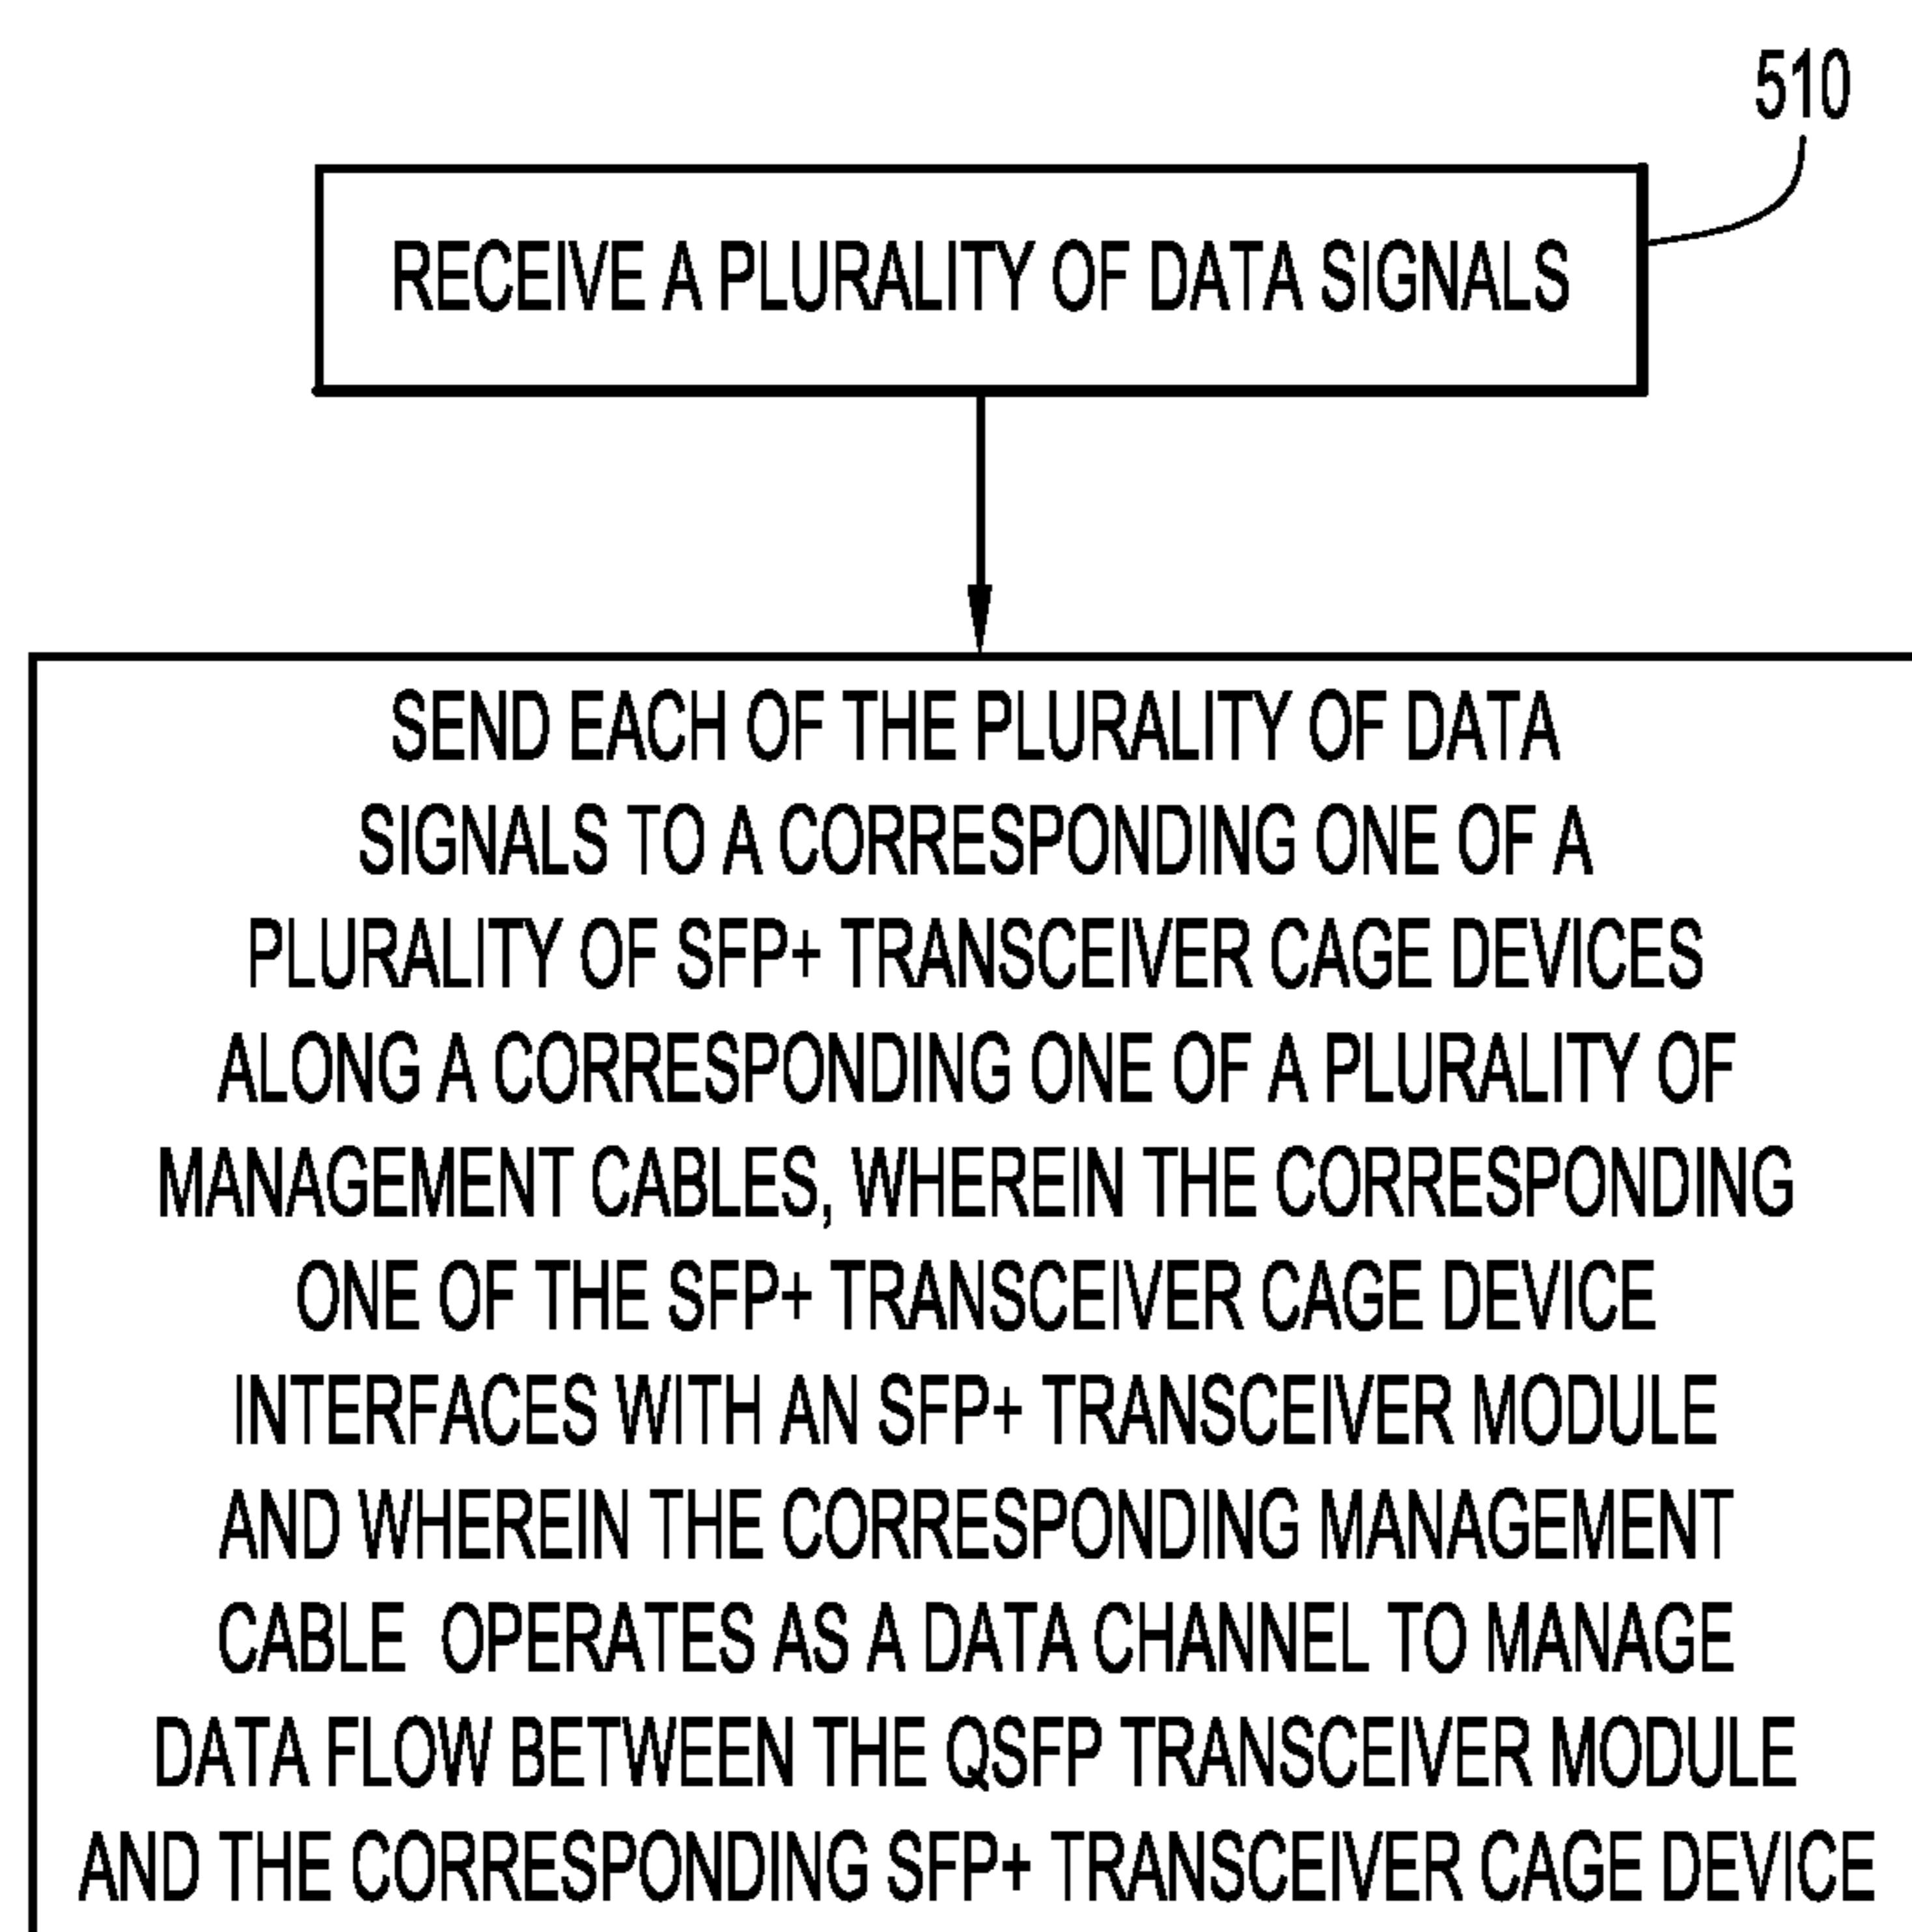 510
RECEIVE A PLURALITY OF DATA SIGNALS
SEND EACH OF THE PLURALITY OF DATA
SIGNALS TO A CORRESPONDING ONE OF A
PLURALITY OF SFP+ TRANSCEIVER CAGE DEVICES
ALONG A CORRESPONDING ONE OF A PLURALITY OF
MANAGEMENT CABLES, WHEREIN THE CORRESPONDING
ONE OF THE SFP+ TRANSCEIVER CAGE DEVICE
INTERFACES WITH AN SFP+ TRANSCEIVER MODULE
AND WHEREIN THE CORRESPONDING MANAGEMENT
CABLE OPERATES AS A DATA CHANNEL TO MANAGE
DATA FLOW BETWEEN THE QSFP TRANSCEIVER MODULE
AND THE CORRESPONDING SFP+ TRANSCEIVER CAGE DEVICE